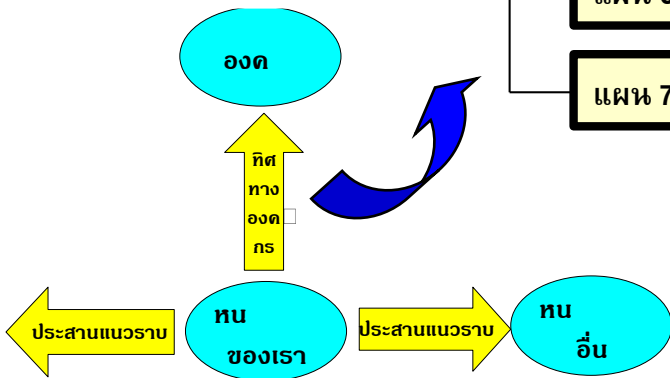 แผน 7
องค
ทิศ
ทาง
องค
กร
ประสานแนวราบ
หน
ของเรา
ประสานแนวราบ
หน
อื่น